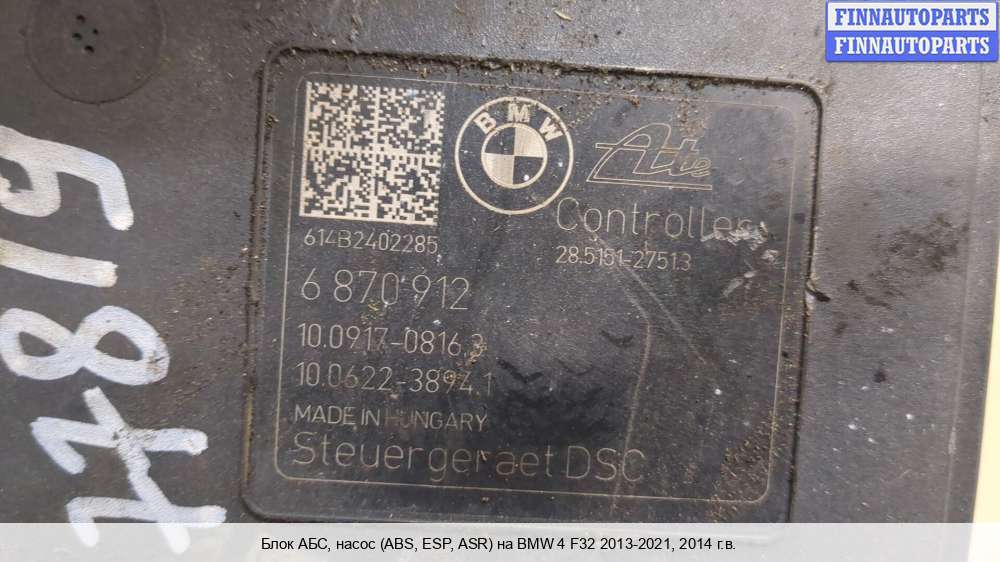 FINNAUTOPARTS
FINNAUTOPARTS
BMW
Ate
Controller
28.5151-2751.3
614B2402285
6 870 912
10.0917-0816.3
10.0622-3894.1
MADE IN HUNGARY
Steuergeraet DSC
77819
Блок АБС, насос (ABS, ESP, ASR) на BMW 4 F32 2013-2021, 2014 г.в.